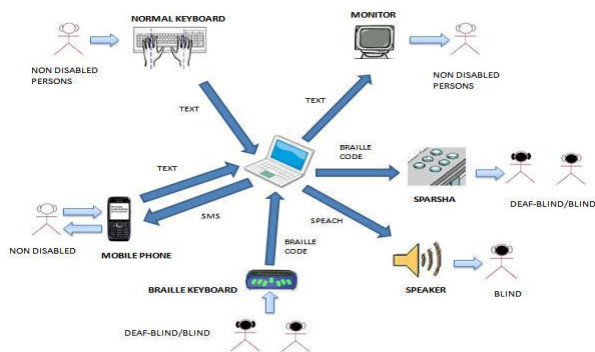 NORMAL KEYBOARD
MONITOR
NON DISABLED
PERSONS
NON DISABLED
PERSONS
TEXT
TEXT
BRAILLE
CODE
TEXT
SPARSHA
DEAF-BLIND/BLIND
SMS
SPEACH
NON DISABLED
MOBILE PHONE
BRAILLE
CODE
SPEAKER
BLIND
BRAILLE KEYBOARD
DEAF-BLIND/BLIND